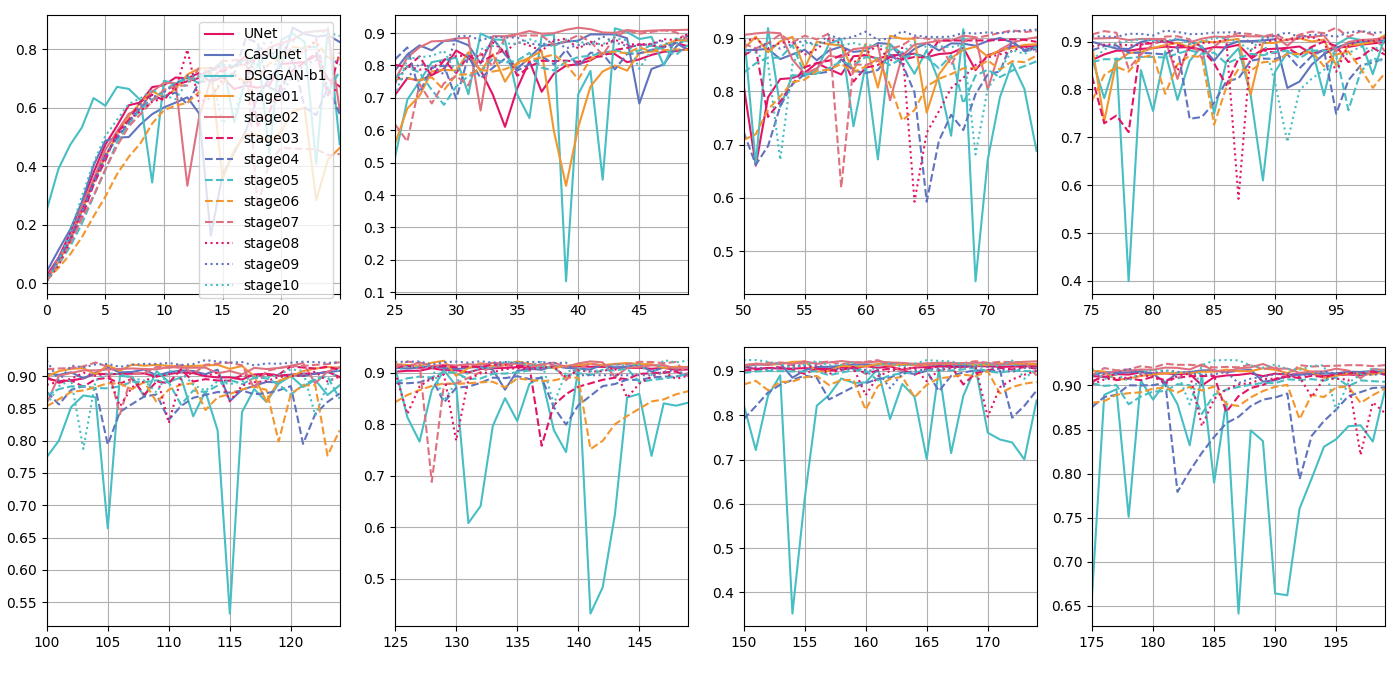 0.8
0.6
0.4
0.2
0.0
0 5 10 15 20
UNet
CasUnet
DSGGAN-b1
stage01
stage02
stage03
stage04
stage05
stage06
stage07
stage08
stage09
stage10
0.9
0.8
0.7
0.6
0.5
0.4
0.3
0.2
0.1
25 30 35 40 45
0.9
0.8
0.7
0.6
0.5
50 55 60 65 70
0.9
0.8
0.7
0.6
0.5
0.4
75 80 85 90 95
0.90
0.85
0.80
0.75
0.70
0.65
0.60
0.55
100 105 110 115 120
0.9
0.8
0.7
0.6
0.5
125 130 135 140 145
0.9
0.8
0.7
0.6
0.5
0.4
150 155 160 165 170
0.90
0.85
0.80
0.75
0.70
0.65
175 180 185 190 195